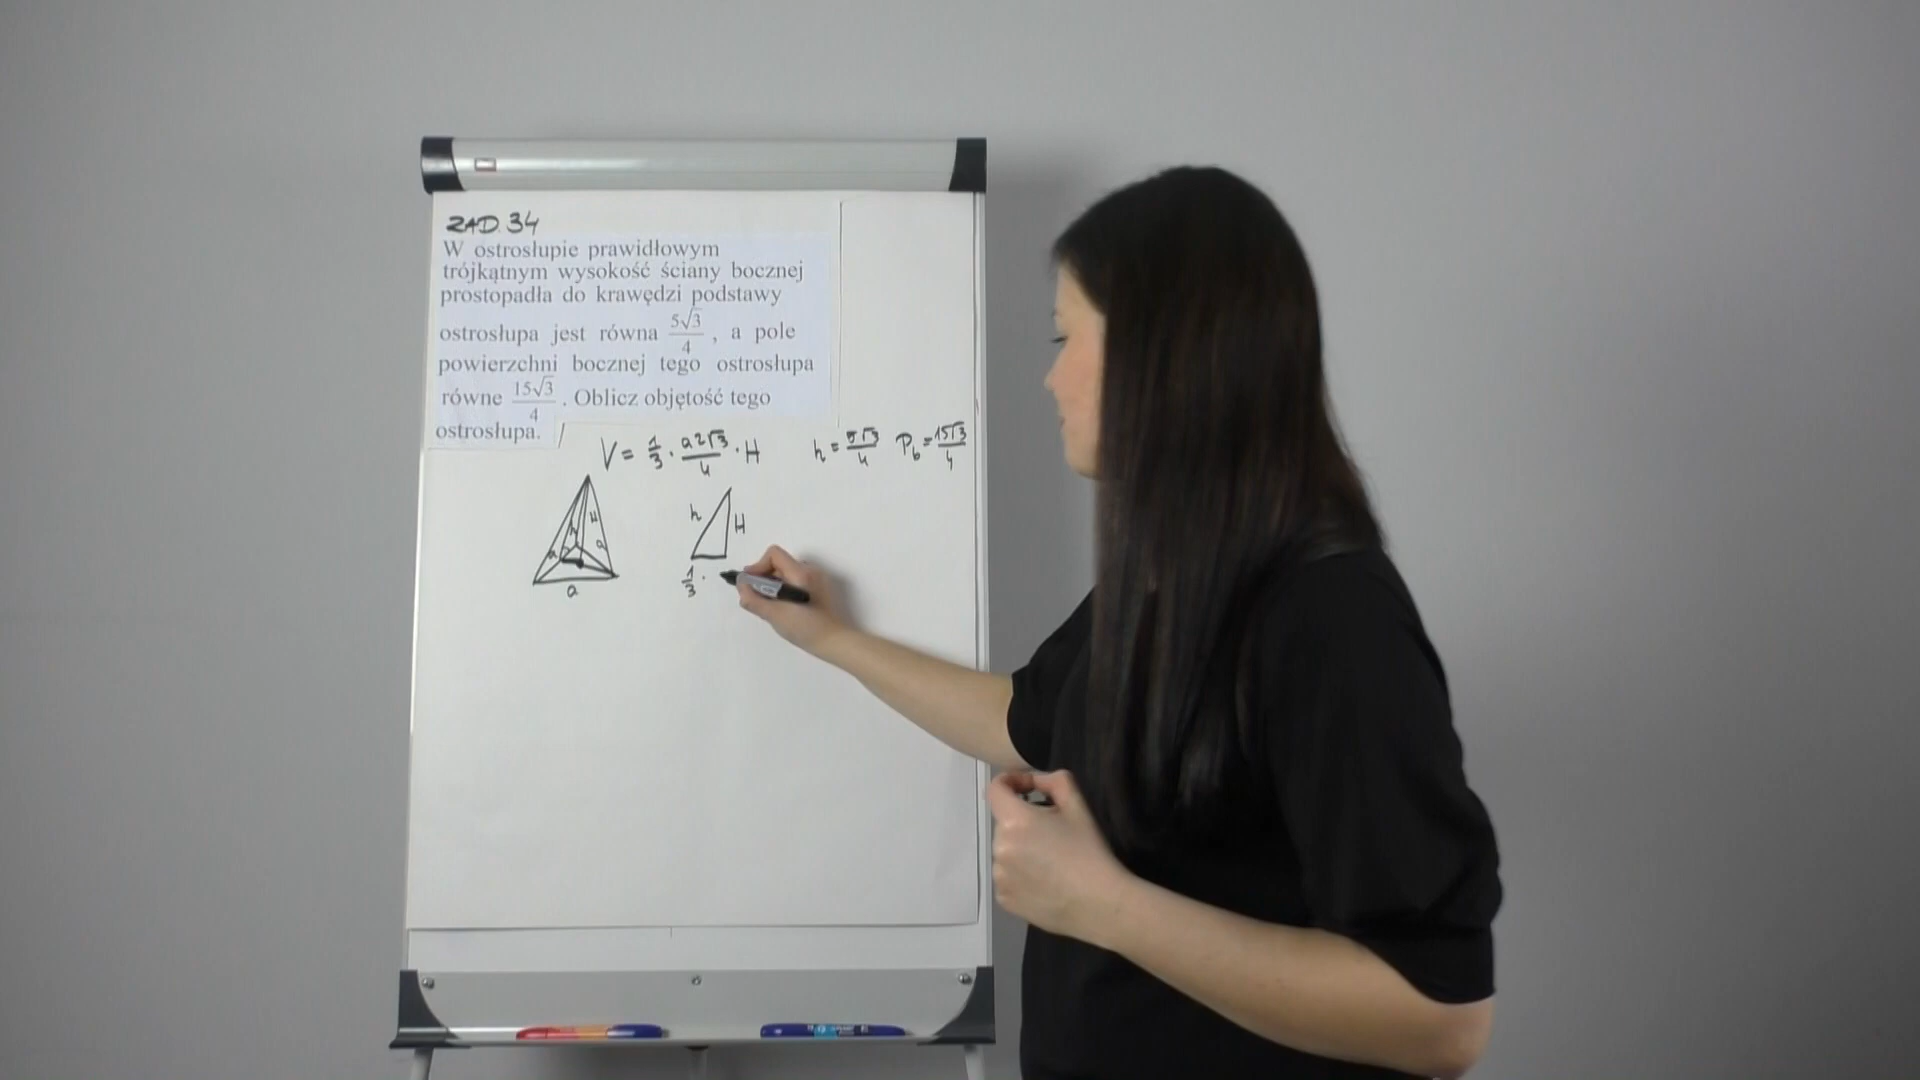 ZAD. 34
W ostrosłupie prawidłowym
trójkątnym wysokość ściany bocznej
prostopadła do krawędzi podstawy
ostrosłupa jest równa 5√3/4 , a pole
powierzchni bocznej tego ostrosłupa
równe 15√3/4 . Oblicz objętość tego
ostrosłupa.
V = 1/3 · a2√3/4 · H
h = 5√3/4 Pb = 15√3/4
h H
a h H a
a
1/3 ·